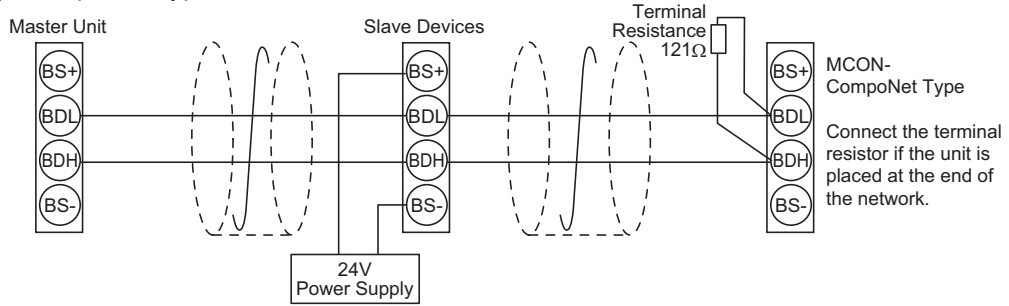 Master Unit
BS+
BDL
BDH
BS-
Slave Devices
BS+
BDL
BDH
BS-
24V
Power Supply
Terminal
Resistance
121Ω
BS+
BDL
BDH
BS-
MCON-
CompoNet Type
Connect the terminal
resistor if the unit is
placed at the end of
the network.